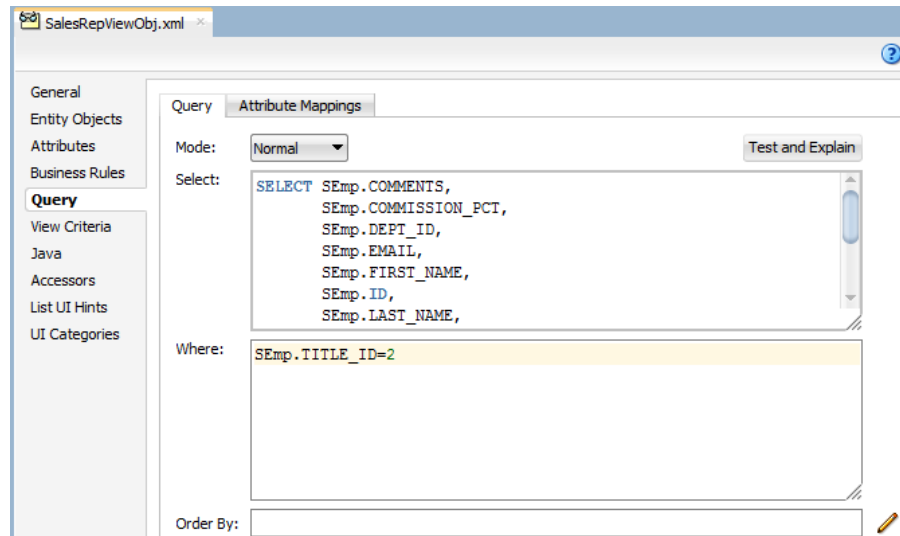 SalesRepViewObj.xml
General
Entity Objects
Attributes
Business Rules
Query
View Criteria
Java
Accessors
List UI Hints
UI Categories
Query Attribute Mappings
Mode: Normal Test and Explain
Select: SELECT SEmp.COMMENTS,
SEmp.COMMISSION_PCT,
SEmp.DEPT_ID,
SEmp.EMAIL,
SEmp.FIRST_NAME,
SEmp.ID,
SEmp.LAST_NAME,
Where: SEmp.TITLE_ID=2
Order By: